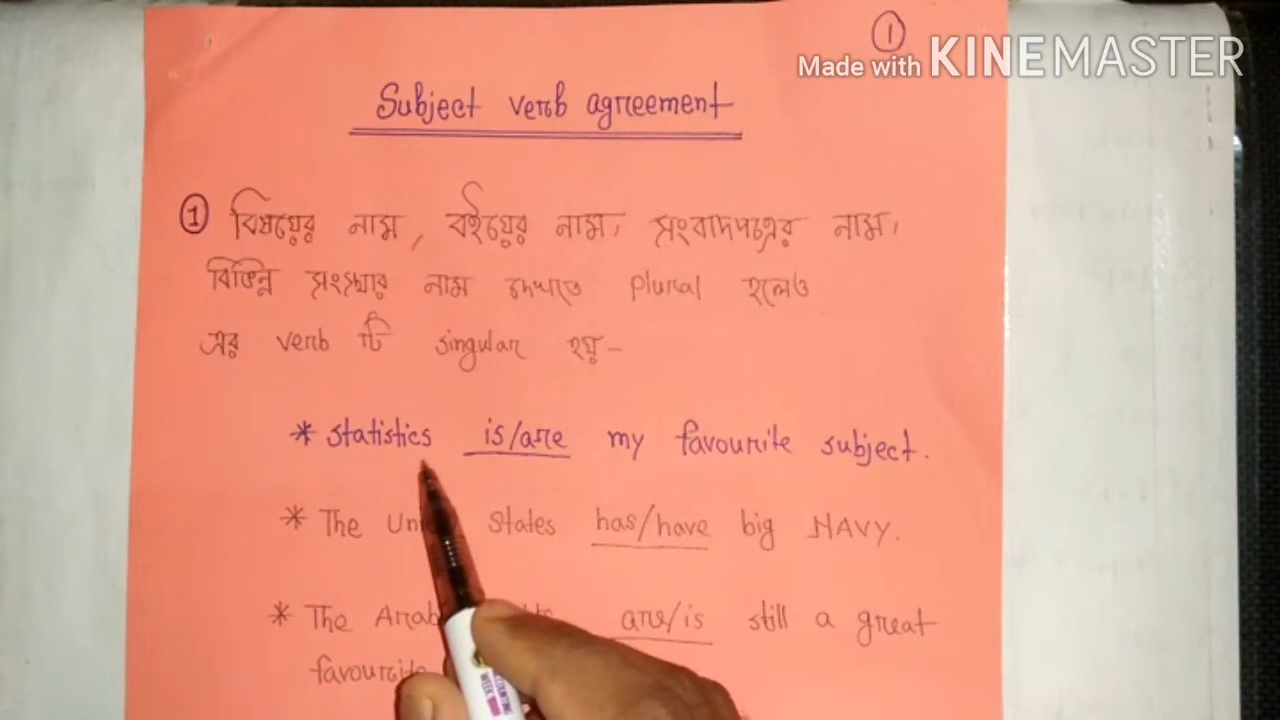 1
Made with KINEMASTER
Subject verb agreement
1 বিষয়ের নাম, বইয়ের নাম, সংবাদপত্রের নাম,
বিভিন্ন সংস্থার নাম দেখতে plural হলেও
এর verb টি singular হয়-
* Statistics is/are my favourite subject.
* The States has/have big NAVY.
* The are/is still a great
favourite